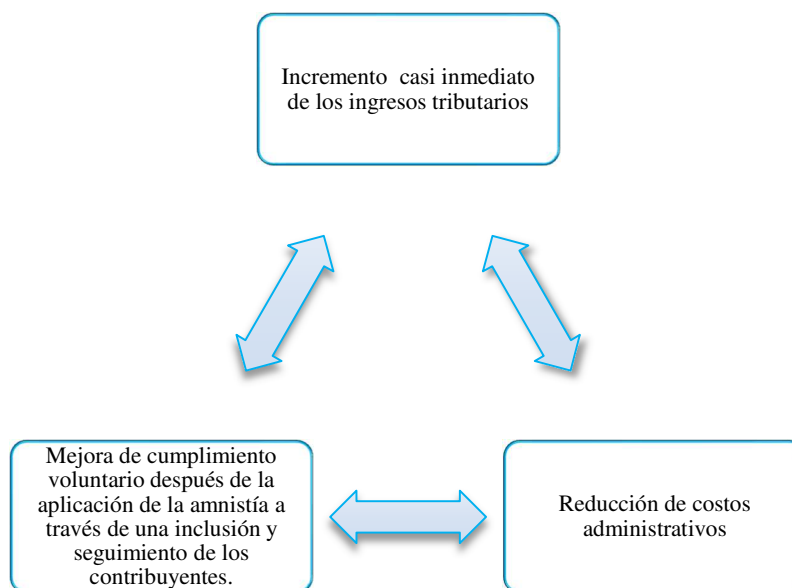 Incremento casi inmediato
de los ingresos tributarios
Mejora de cumplimiento
voluntario después de la
aplicación de la amnistía a
través de una inclusión y
seguimiento de los
contribuyentes.
Reducción de costos
administrativos